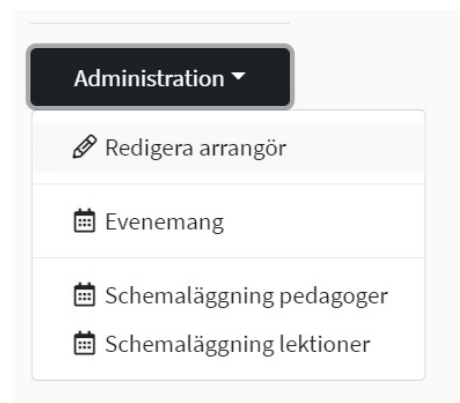 Administration
Redigera arrangör
Evenemang
Schemaläggning pedagoger
Schemaläggning lektioner